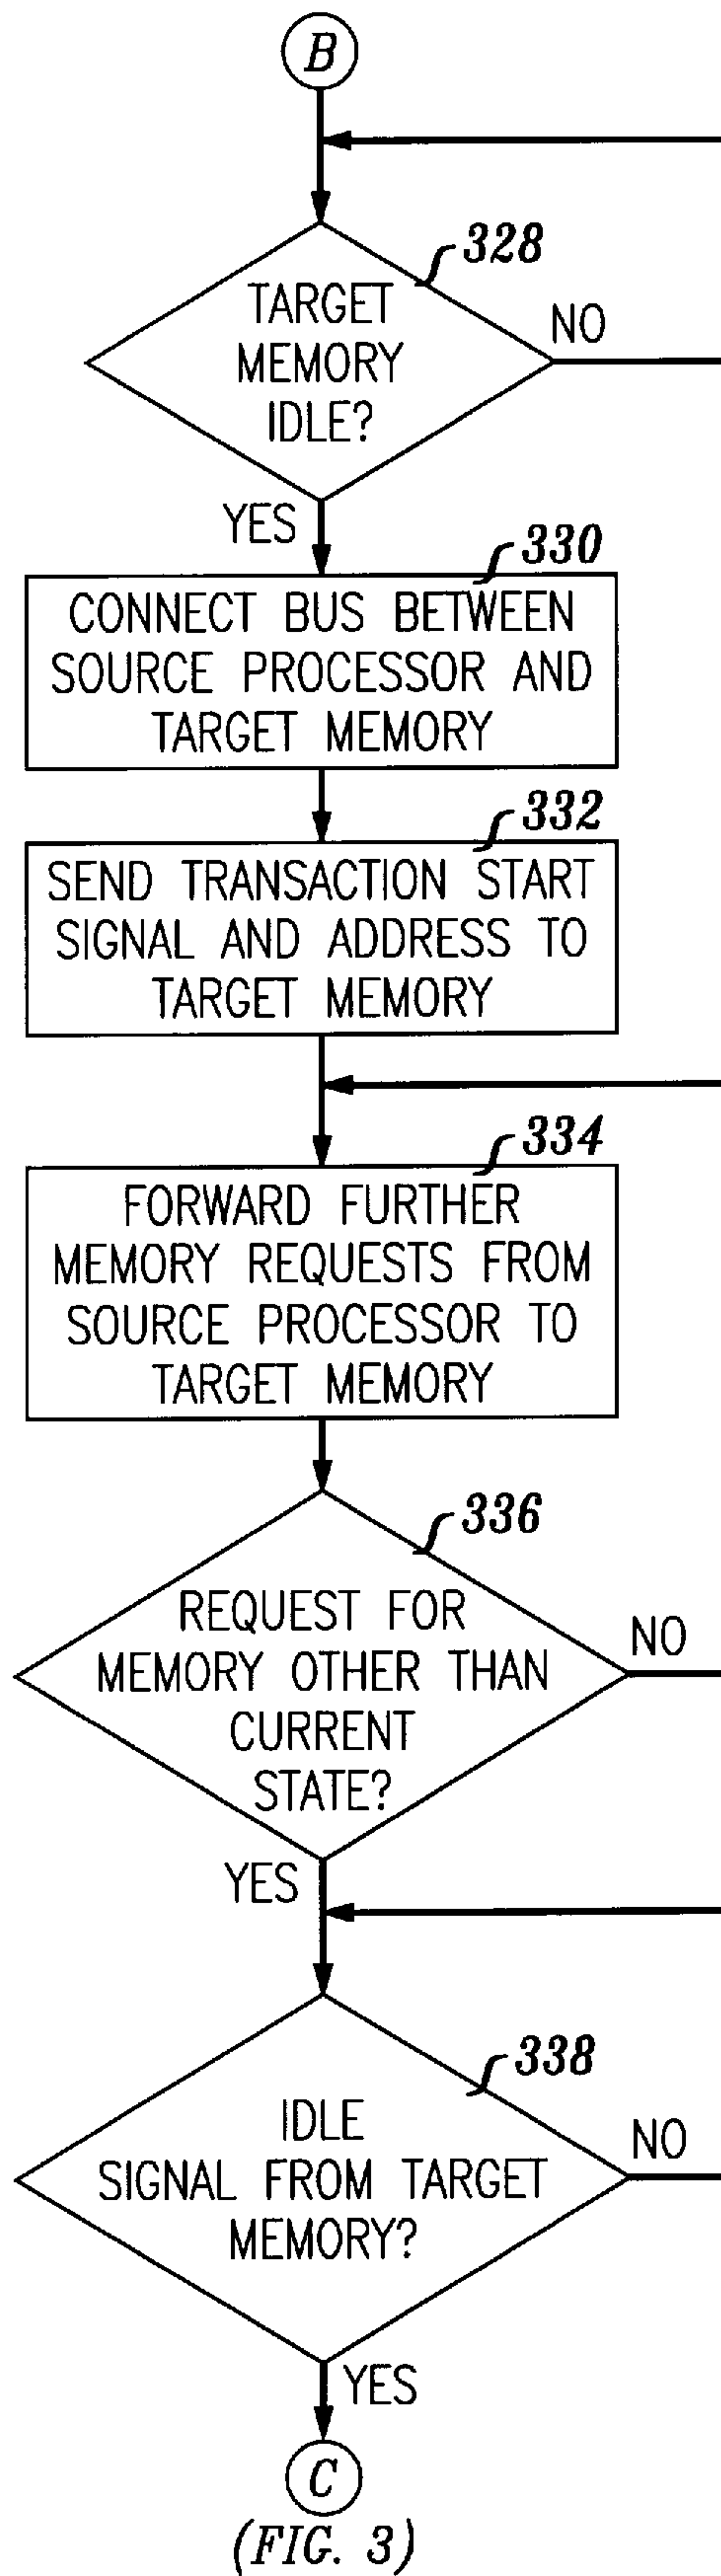 B
328
TARGET
MEMORY
IDLE?
NO
YES
330
CONNECT BUS BETWEEN
SOURCE PROCESSOR AND
TARGET MEMORY
332
SEND TRANSACTION START
SIGNAL AND ADDRESS TO
TARGET MEMORY
334
FORWARD FURTHER
MEMORY REQUESTS FROM
SOURCE PROCESSOR TO
TARGET MEMORY
336
REQUEST FOR
MEMORY OTHER THAN
CURRENT
STATE?
NO
YES
338
IDLE
SIGNAL FROM TARGET
MEMORY?
NO
YES
C
(FIG. 3)